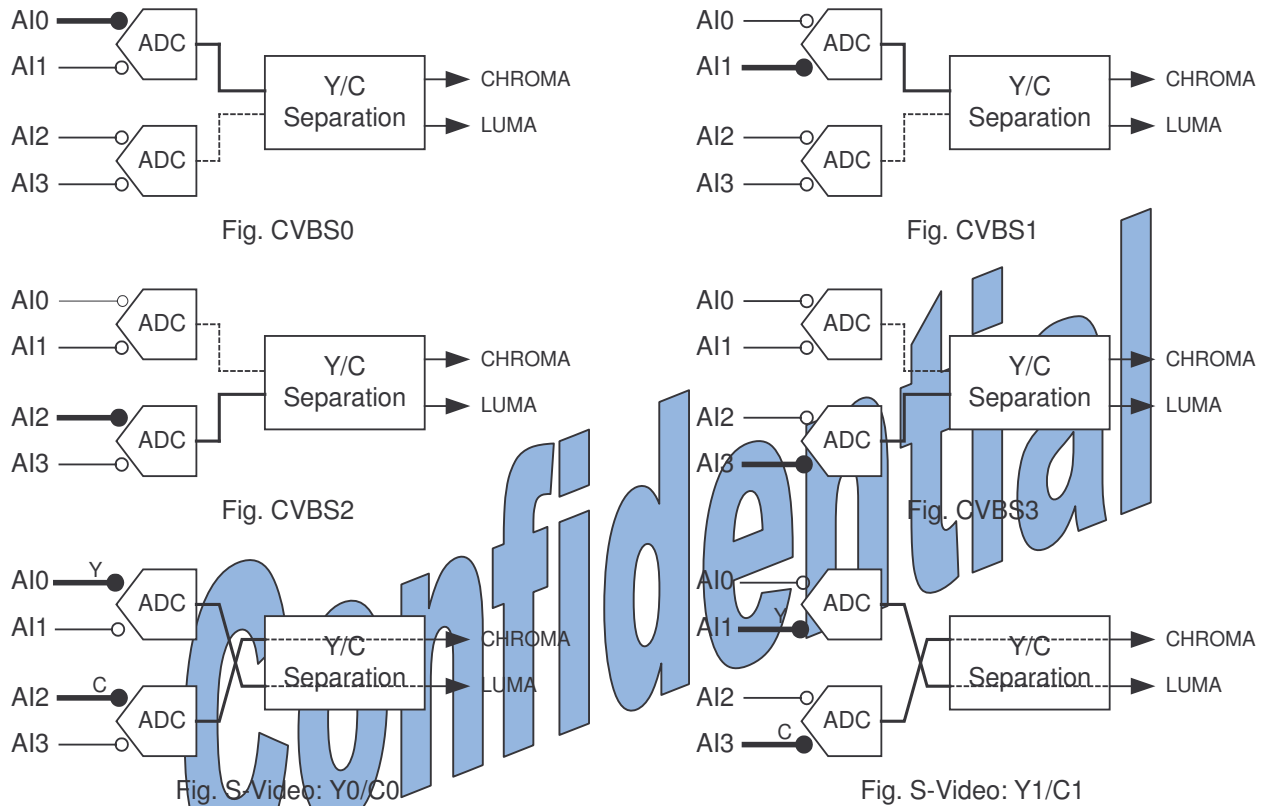 AI0
ADC
AI1
AI2
ADC
AI3
Y/C
Separation
CHROMA
LUMA
Fig. CVBS0
AI0
ADC
AI1
AI2
ADC
AI3
Y/C
Separation
CHROMA
LUMA
Fig. CVBS1
AI0
ADC
AI1
AI2
ADC
AI3
Y/C
Separation
CHROMA
LUMA
Fig. CVBS2
AI0
ADC
AI1
AI2
ADC
AI3
Y/C
Separation
CHROMA
LUMA
Fig. CVBS3
AI0
Y
ADC
AI1
AI2
C
ADC
AI3
Y/C
Separation
CHROMA
LUMA
Fig. S-Video: Y0/C0
AI0
ADC
AI1
Y
AI2
ADC
AI3
C
Y/C
Separation
CHROMA
LUMA
Fig. S-Video: Y1/C1
Confidential